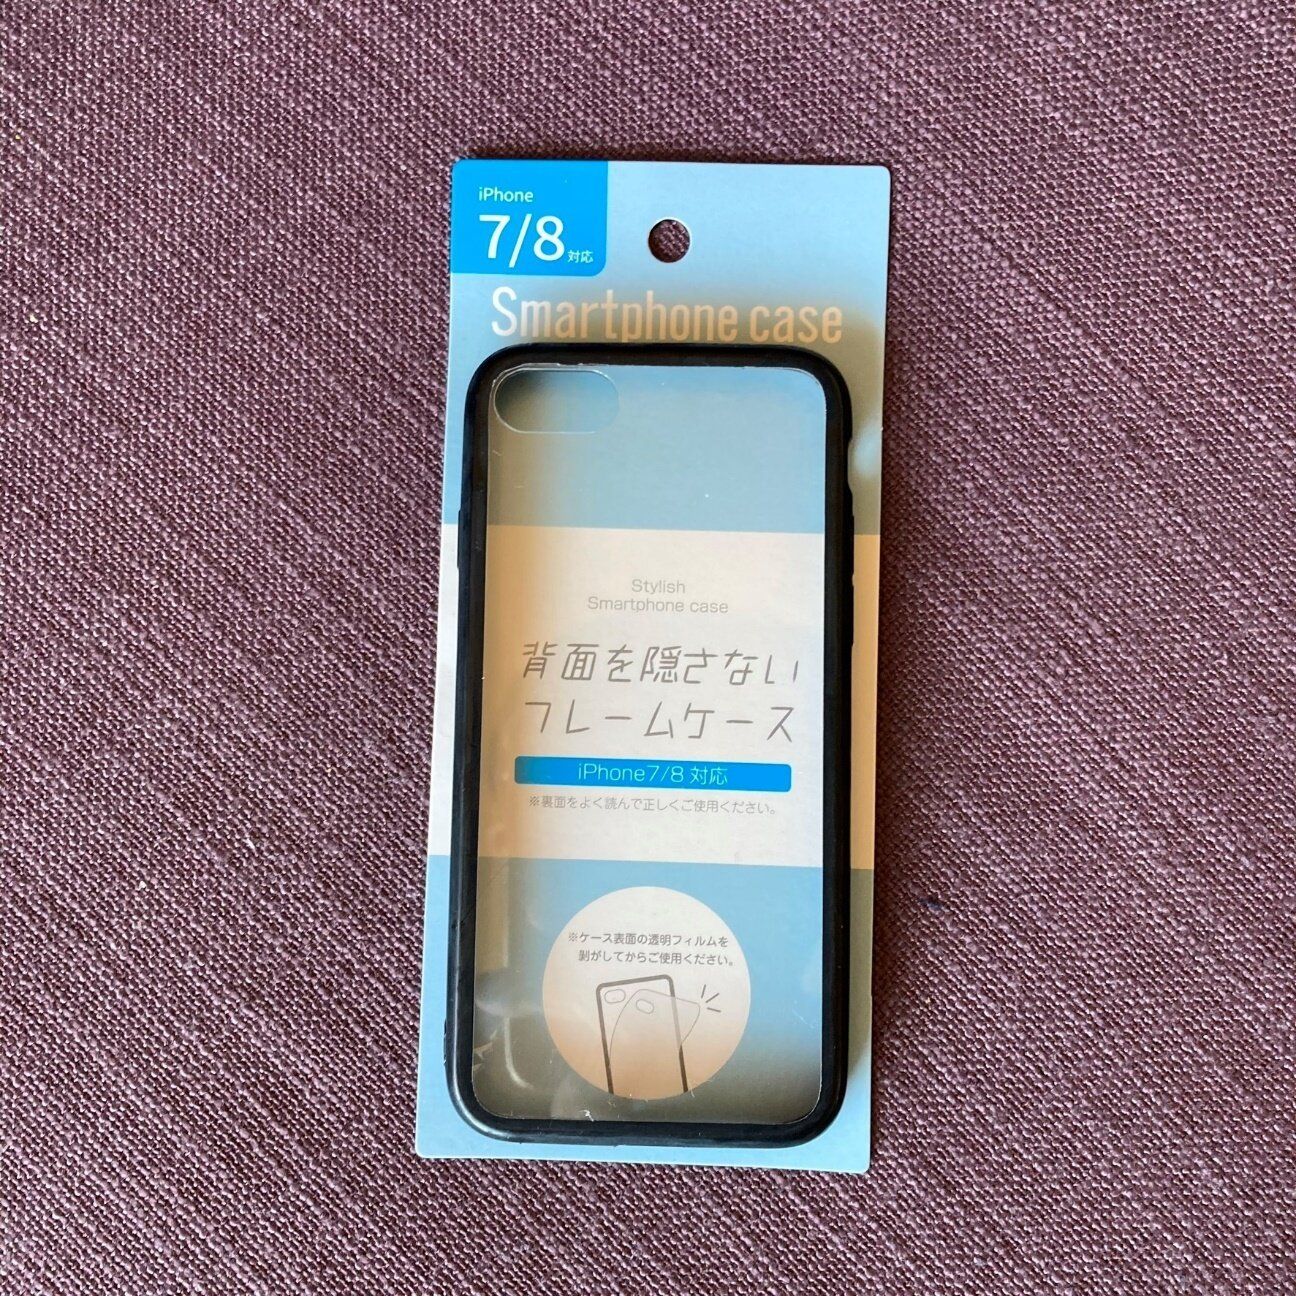 iPhone
7/8対応
Smartphone case
Stylish
Smartphone case
背面を隠さない
フレームケース
iPhone7/8 対応
※裏面をよく読んで正しくご使用ください。
※ケース表面の透明フィルムを
剥がしてからご使用ください。